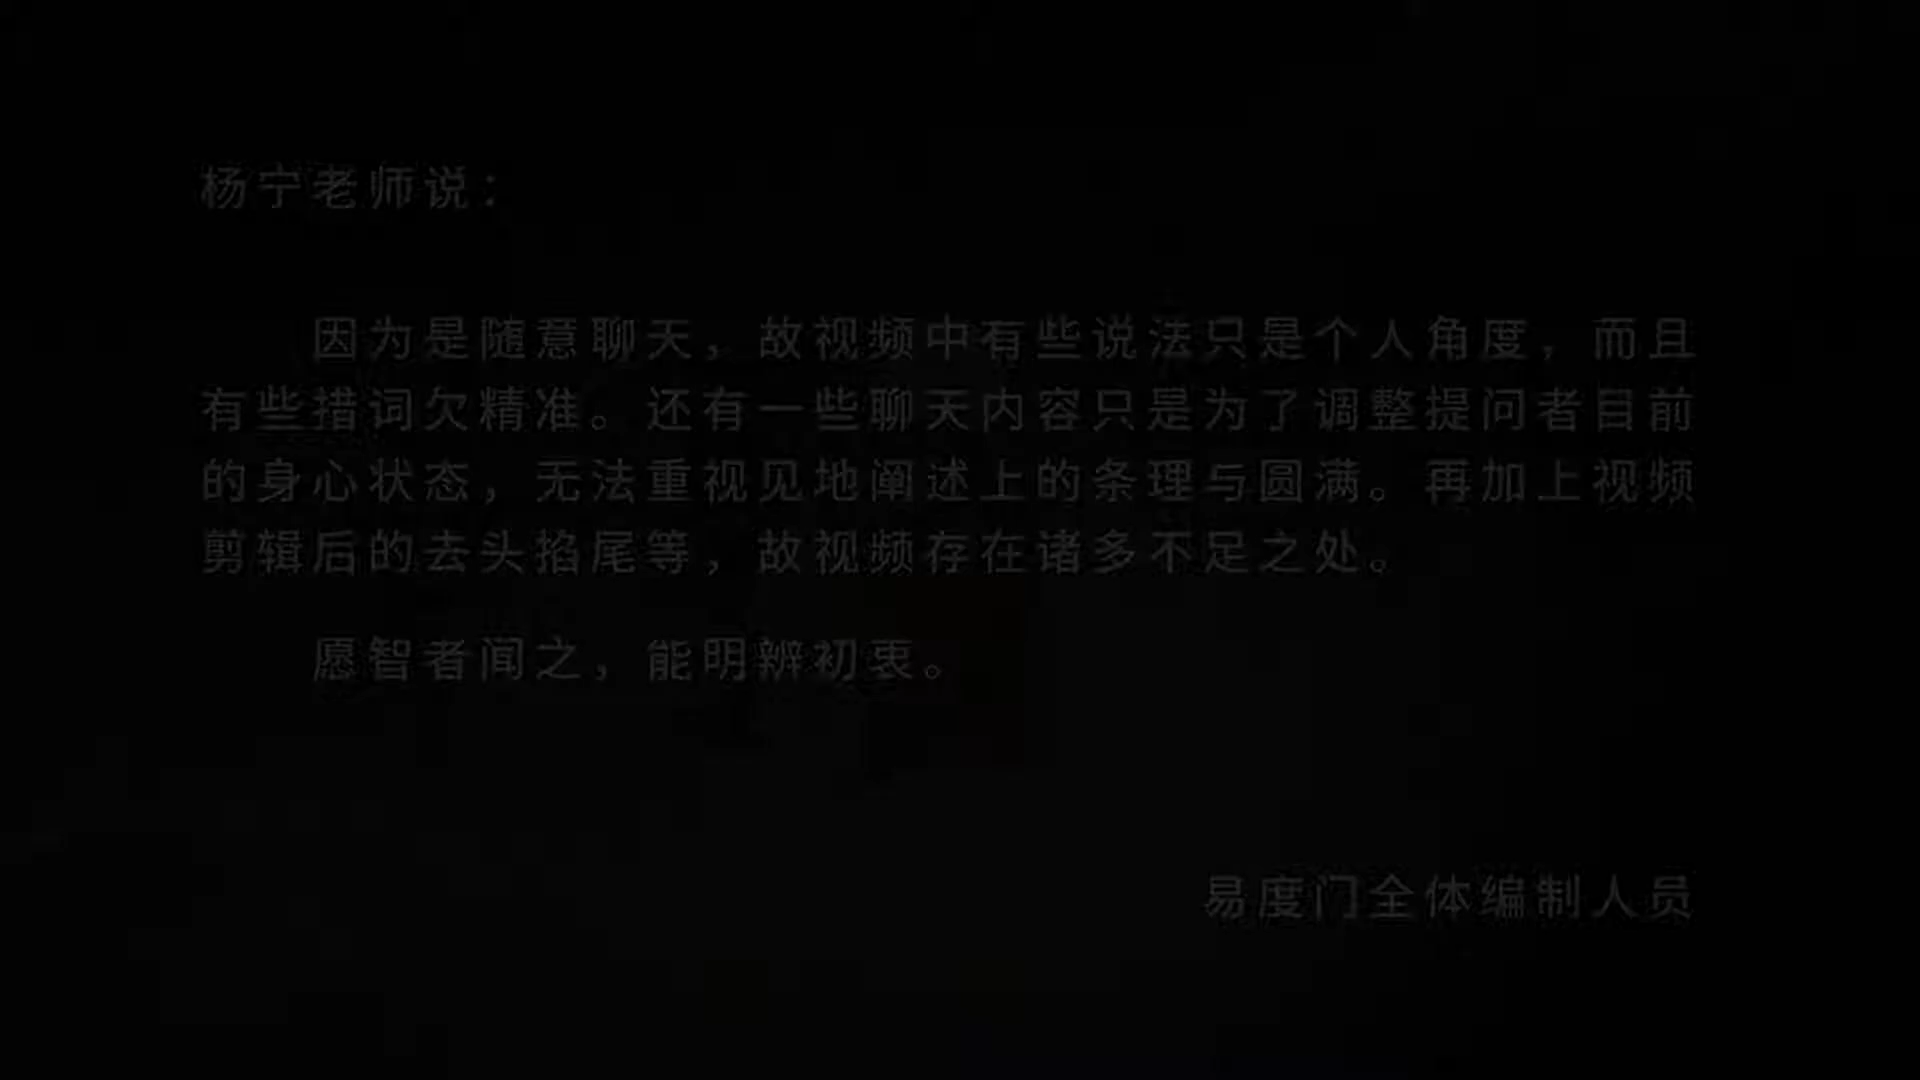 杨宁老师说：
因为是随意聊天，故视频中有些说法只是个人角度，而且
有些措词欠精准。还有一些聊天内容只是为了调整提问者目前
的身心状态，无法重视见地阐述上的条理与圆满。再加上视频
剪辑后的去头掐尾等，故视频存在诸多不足之处。
愿智者闻之，能明辨初衷。
易度门全体编制人员